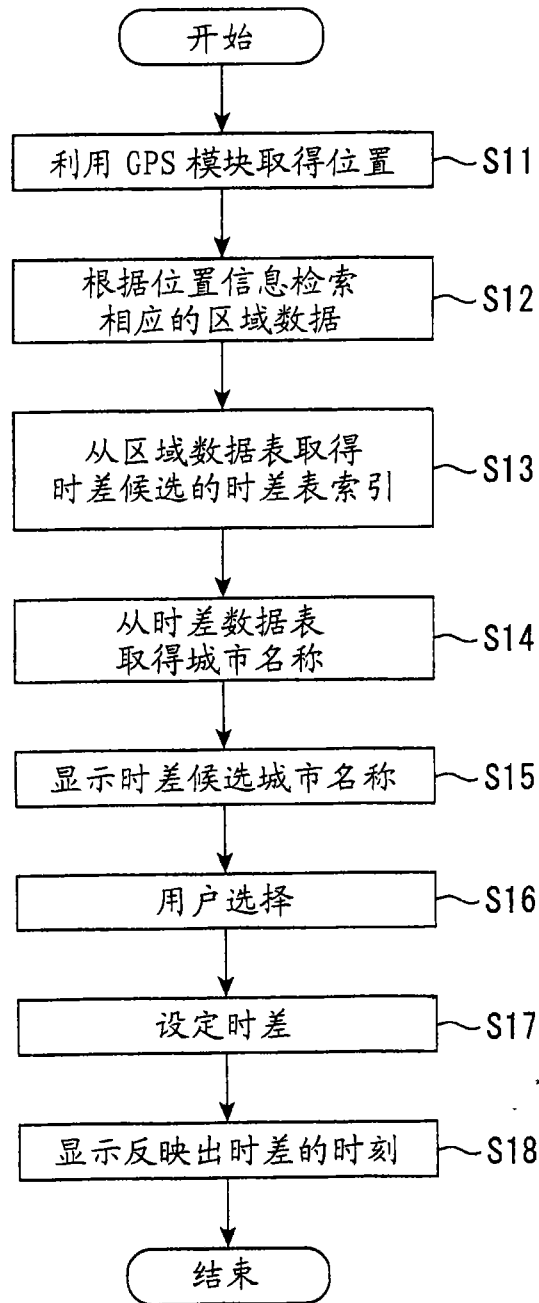 开始
利用 GPS 模块取得位置
S11
根据位置信息检索
相应的区域数据
S12
从区域数据表取得
时差候选的时差表索引
S13
从时差数据表
取得城市名称
S14
显示时差候选城市名称
S15
用户选择
S16
设定时差
S17
显示反映出时差的时刻
S18
结束